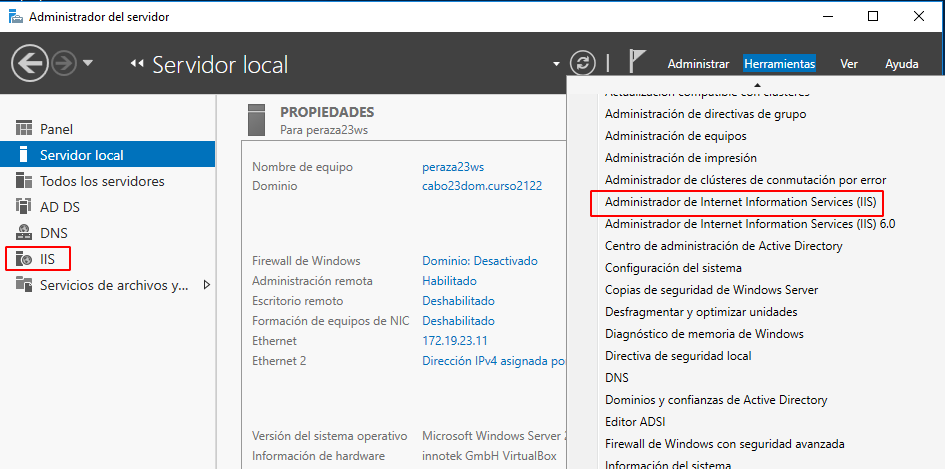 Administrador del servidor
Servidor local
Administrar
Herramientas
Ver
Ayuda
Panel
Servidor local
Todos los servidores
AD DS
DNS
IIS
Servicios de archivos y...
PROPIEDADES
Para peraza23ws
Nombre de equipo peraza23ws
Dominio cabo23dom.curso2122
Firewall de Windows Dominio: Desactivado
Administración remota Habilitado
Escritorio remoto Deshabilitado
Formación de equipos de NIC Deshabilitado
Ethernet 172.19.23.11
Ethernet 2 Dirección IPv4 asignada po
Versión del sistema operativo Microsoft Windows Server 2
Información de hardware innotek GmbH VirtualBox
Actualización compatible con clústeres
Administración de directivas de grupo
Administración de equipos
Administración de impresión
Administrador de clústeres de conmutación por error
Administrador de Internet Information Services (IIS)
Administrador de Internet Information Services (IIS) 6.0
Centro de administración de Active Directory
Configuración del sistema
Copias de seguridad de Windows Server
Desfragmentar y optimizar unidades
Diagnóstico de memoria de Windows
Directiva de seguridad local
DNS
Dominios y confianzas de Active Directory
Editor ADSI
Firewall de Windows con seguridad avanzada
Información del sistema